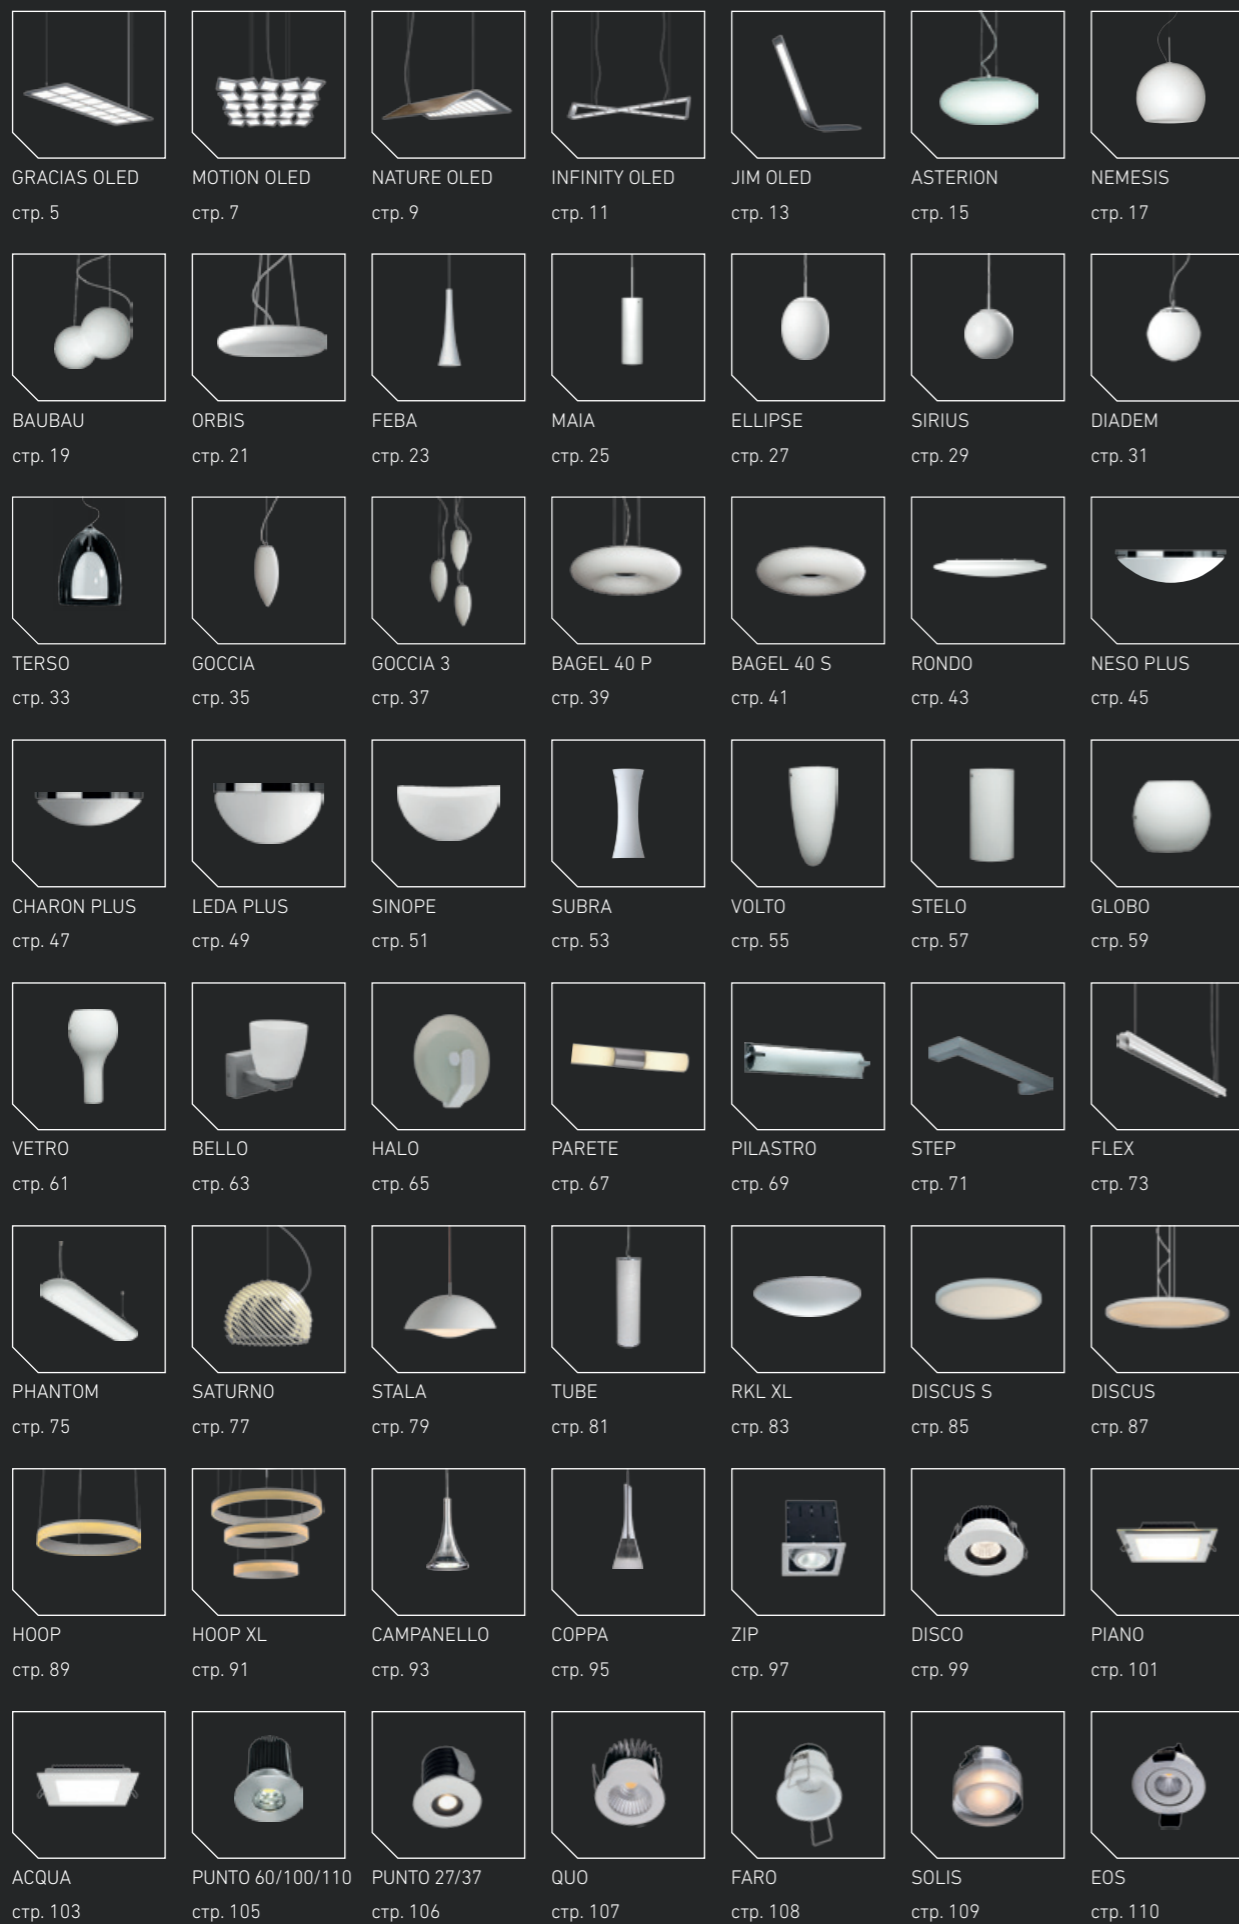 GRACIAS OLED MOTION OLED NATURE OLED INFINITY OLED JIM OLED ASTERION NEMESIS
стр. 5 стр. 7 стр. 9 стр. 11 стр. 13 стр. 15 стр. 17
BAUBAU ORBIS FEBA MAIA ELLIPSE SIRIUS DIADEM
стр. 19 стр. 21 стр. 23 стр. 25 стр. 27 стр. 29 стр. 31
TERSO GOCCIA GOCCIA 3 BAGEL 40 P BAGEL 40 S RONDO NESO PLUS
стр. 33 стр. 35 стр. 37 стр. 39 стр. 41 стр. 43 стр. 45
CHARON PLUS LEDA PLUS SINOPE SUBRA VOLTO STELO GLOBO
стр. 47 стр. 49 стр. 51 стр. 53 стр. 55 стр. 57 стр. 59
VETRO BELLO HALO PARETE PILASTRO STEP FLEX
стр. 61 стр. 63 стр. 65 стр. 67 стр. 69 стр. 71 стр. 73
PHANTOM SATURNO STALA TUBE RKL XL DISCUS S DISCUS
стр. 75 стр. 77 стр. 79 стр. 81 стр. 83 стр. 85 стр. 87
HOOP HOOP XL CAMPANELLO COPPA ZIP DISCO PIANO
стр. 89 стр. 91 стр. 93 стр. 95 стр. 97 стр. 99 стр. 101
ACQUA PUNTO 60/100/110 PUNTO 27/37 QUO FARO SOLIS EOS
стр. 103 стр. 105 стр. 106 стр. 107 стр. 108 стр. 109 стр. 110